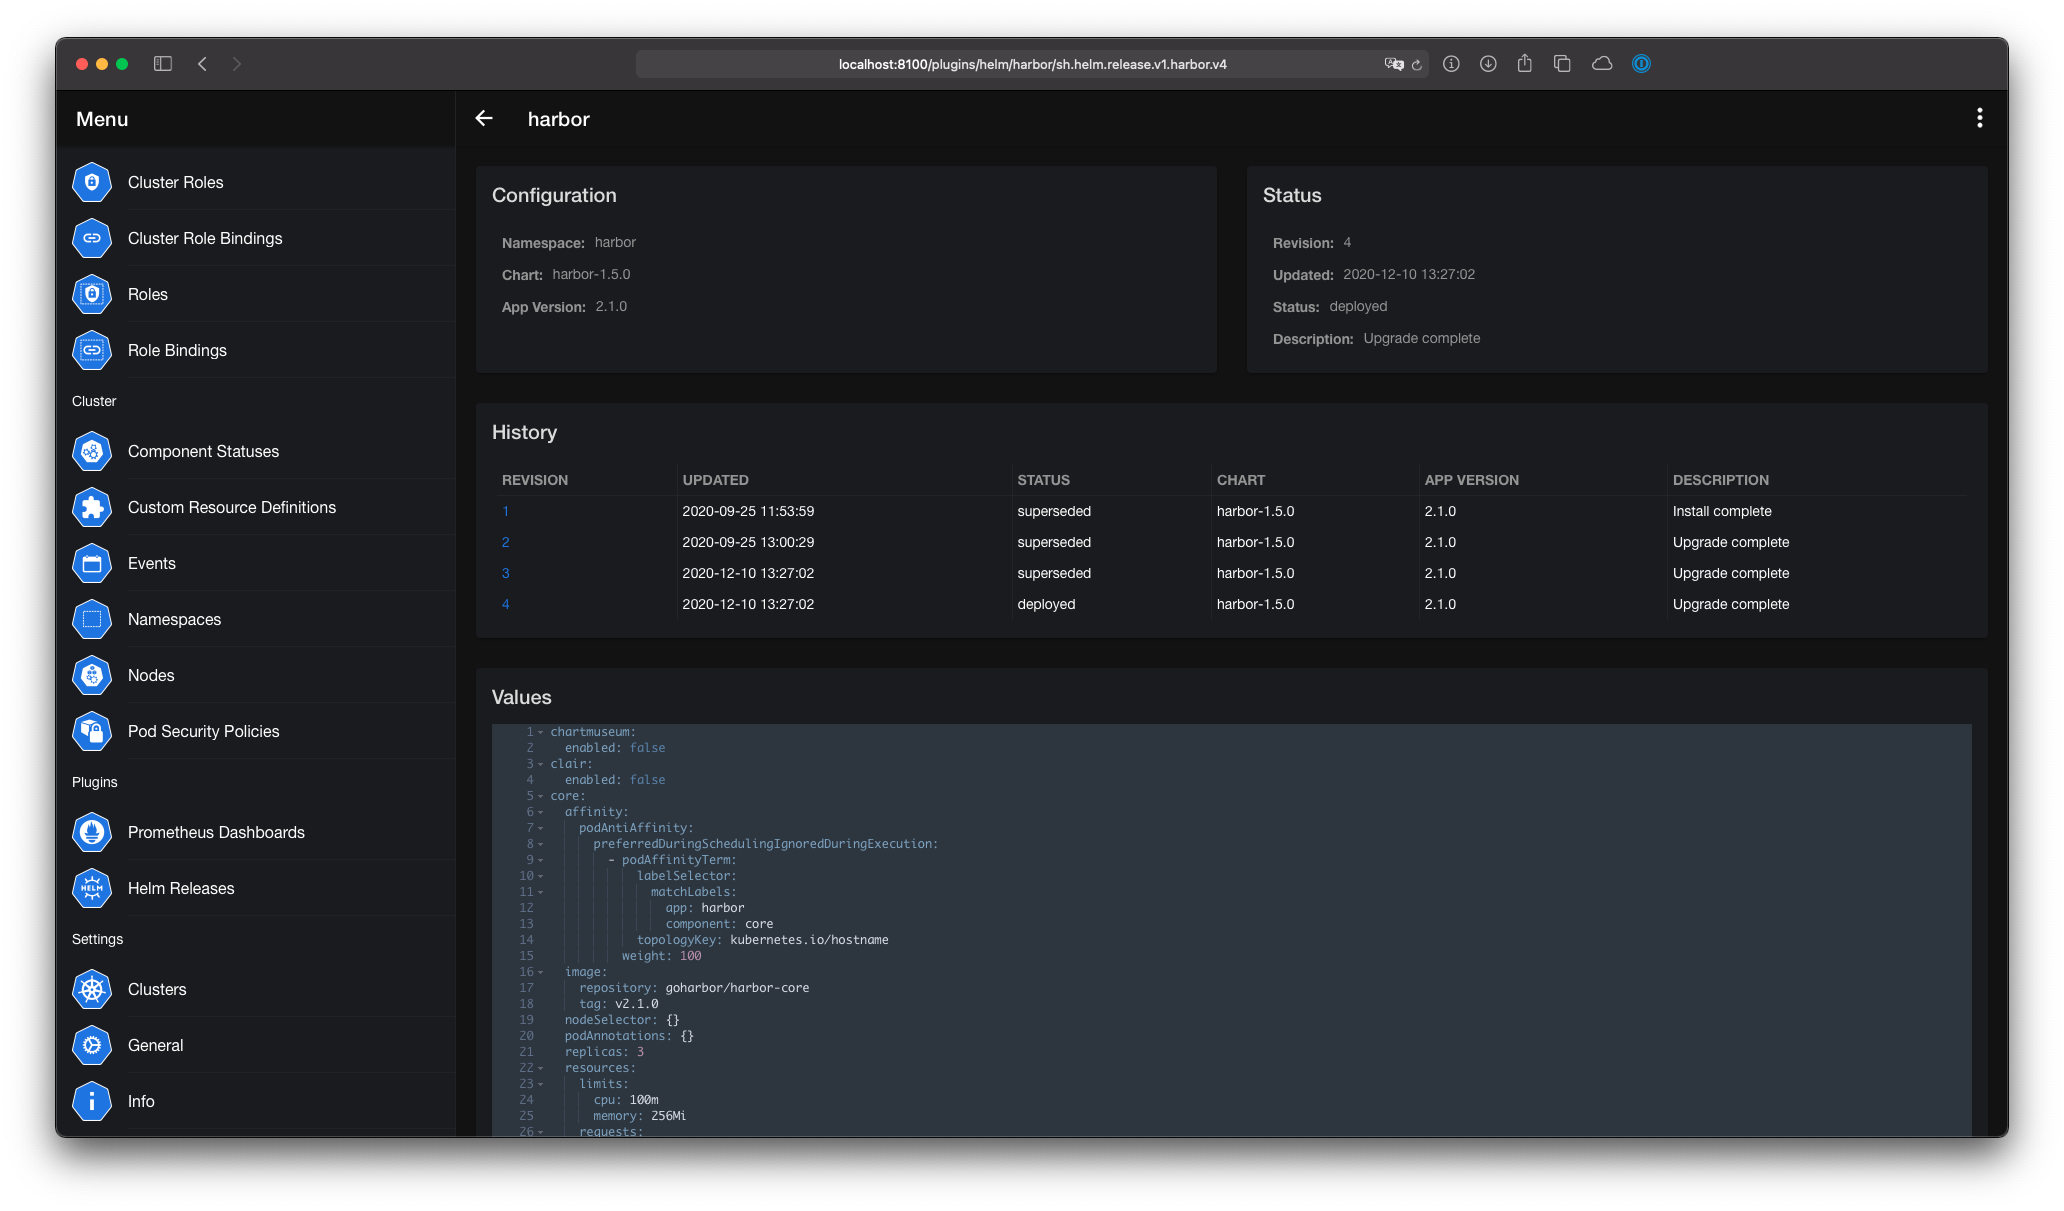 localhost:8100/plugins/helm/harbor/sh.helm.release.v1.harbor.v4
Menu
Cluster Roles
Cluster Role Bindings
Roles
Role Bindings
Cluster
Component Statuses
Custom Resource Definitions
Events
Namespaces
Nodes
Pod Security Policies
Plugins
Prometheus Dashboards
HELM
Helm Releases
Settings
Clusters
General
Info
harbor
Configuration
Namespace: harbor
Chart: harbor-1.5.0
App Version: 2.1.0
Status
Revision: 4
Updated: 2020-12-10 13:27:02
Status: deployed
Description: Upgrade complete
History
REVISION UPDATED STATUS CHART APP VERSION DESCRIPTION
1 2020-09-25 11:53:59 superseded harbor-1.5.0 2.1.0 Install complete
2 2020-09-25 13:00:29 superseded harbor-1.5.0 2.1.0 Upgrade complete
3 2020-12-10 13:27:02 superseded harbor-1.5.0 2.1.0 Upgrade complete
4 2020-12-10 13:27:02 deployed harbor-1.5.0 2.1.0 Upgrade complete
Values
1 chartmuseum:
2 enabled: false
3 clair:
4 enabled: false
5 core:
6 affinity:
7 podAntiAffinity:
8 preferredDuringSchedulingIgnoredDuringExecution:
9 - podAffinityTerm:
10 labelSelector:
11 matchLabels:
12 app: harbor
13 component: core
14 topologyKey: kubernetes.io/hostname
15 weight: 100
16 image:
17 repository: goharbor/harbor-core
18 tag: v2.1.0
19 nodeSelector: {}
20 podAnnotations: {}
21 replicas: 3
22 resources:
23 limits:
24 cpu: 100m
25 memory: 256Mi
26 requests: